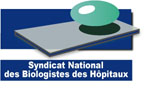 Syndicat National
des Biologistes des Hôpitaux